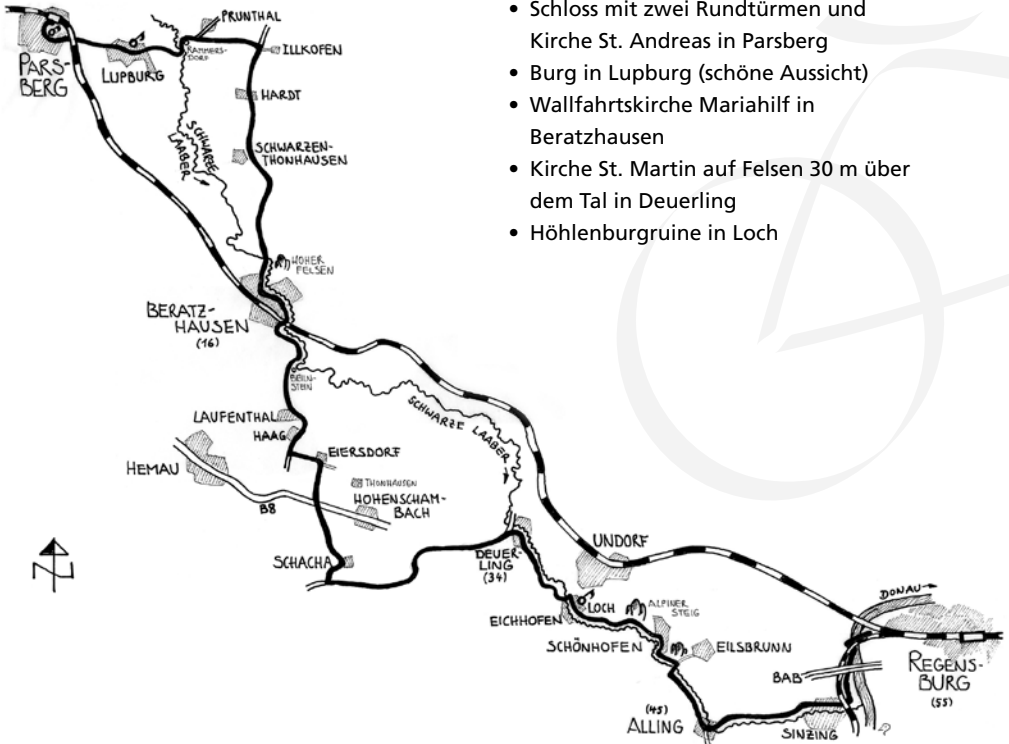 • Schloss mit zwei Rundtürmen und
Kirche St. Andreas in Parsberg
• Burg in Lupburg (schöne Aussicht)
• Wallfahrtskirche Mariahilf in
Beratzhausen
• Kirche St. Martin auf Felsen 30 m über
dem Tal in Deuerling
• Höhlenburgruine in Loch
PRUNTHAL
PARS-
BERG
LUPBURG
RAMMERS-
DORF
ILLKOFEN
HARDT
SCHWARZE
LAABER
SCHWARZEN-
THONHAUSEN
HOHER
FELSEN
BERATZ-
HAUSEN
(16)
BEILN-
STEIN
SCHWARZE LAABER
LAUFENTHAL
HAAG
EIERSDORF
HEMAU
THONHAUSEN
B8
HOHENSCHAM-
BACH
SCHACHA
N
DEUER-
LING
(34)
UNDORF
DONAU
LOCH
ALPINER
STEIG
EICHHOFEN
SCHÖNHOFEN
EILSBRUNN
BAB
REGENS-
BURG
(55)
(45)
ALLING
SINZING